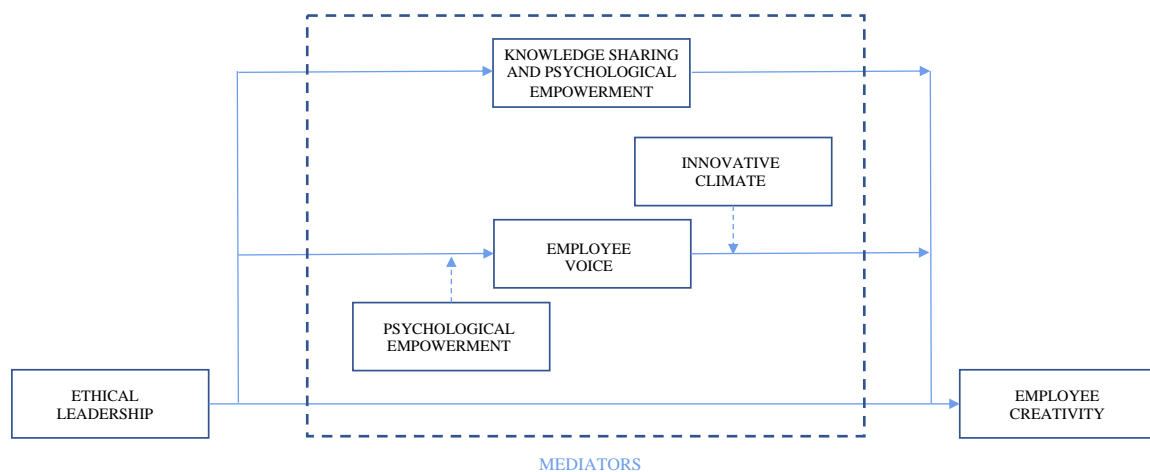 KNOWLEDGE SHARING
AND PSYCHOLOGICAL
EMPOWERMENT
INNOVATIVE
CLIMATE
EMPLOYEE
VOICE
PSYCHOLOGICAL
EMPOWERMENT
ETHICAL
LEADERSHIP
EMPLOYEE
CREATIVITY
MEDIATORS